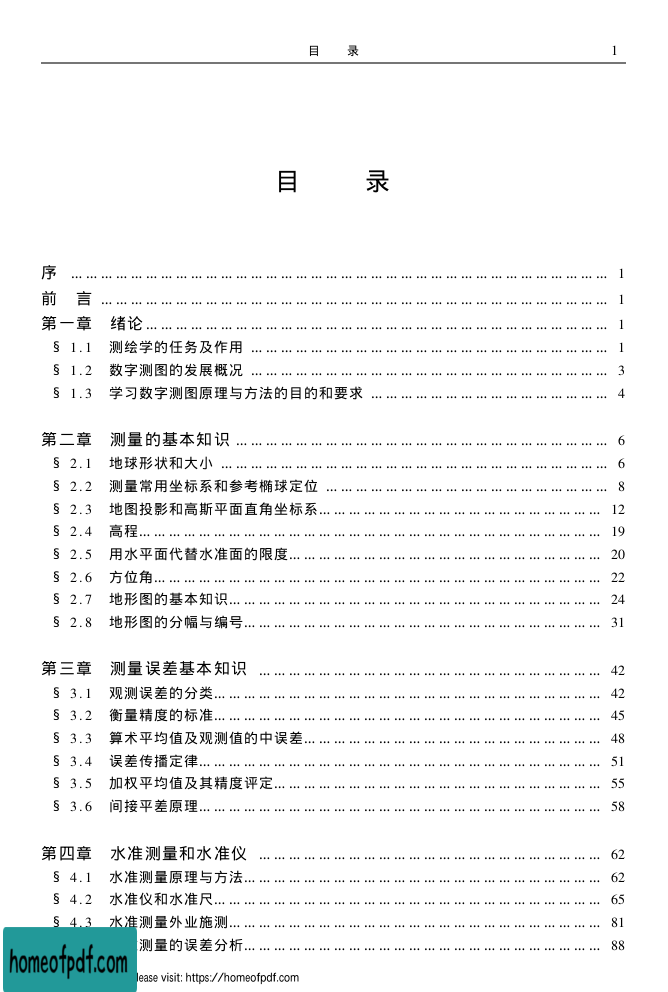 目 录 1
目 录
序 …………………………………………………………………… 1
前 言 …………………………………………………………………… 1
第一章 绪论 …………………………………………………………………… 1
§ 1.1 测绘学的任务及作用 …………………………………………………… 1
§ 1.2 数字测图的发展概况 …………………………………………………… 3
§ 1.3 学习数字测图原理与方法的目的和要求 ………………………………… 4
第二章 测量的基本知识 …………………………………………………… 6
§ 2.1 地球形状和大小 …………………………………………………… 6
§ 2.2 测量常用坐标系和参考椭球定位 ……………………………………… 8
§ 2.3 地图投影和高斯平面直角坐标系……………………………………… 12
§ 2.4 高程…………………………………………………………………… 19
§ 2.5 用水平面代替水准面的限度…………………………………………… 20
§ 2.6 方位角…………………………………………………………………… 22
§ 2.7 地形图的基本知识…………………………………………………… 24
§ 2.8 地形图的分幅与编号…………………………………………………… 31
第三章 测量误差基本知识 ……………………………………………… 42
§ 3.1 观测误差的分类…………………………………………………… 42
§ 3.2 衡量精度的标准…………………………………………………… 45
§ 3.3 算术平均值及观测值的中误差………………………………………… 48
§ 3.4 误差传播定律…………………………………………………… 51
§ 3.5 加权平均值及其精度评定……………………………………………… 55
§ 3.6 间接平差原理…………………………………………………… 58
第四章 水准测量和水准仪 ……………………………………………… 62
§ 4.1 水准测量原理与方法…………………………………………………… 62
§ 4.2 水准仪和水准尺…………………………………………………… 65
§ 4.3 水准测量外业施测…………………………………………………… 81
测量的误差分析…………………………………………………… 88
homeofpdf.com
lease visit: https://homeofpdf.com